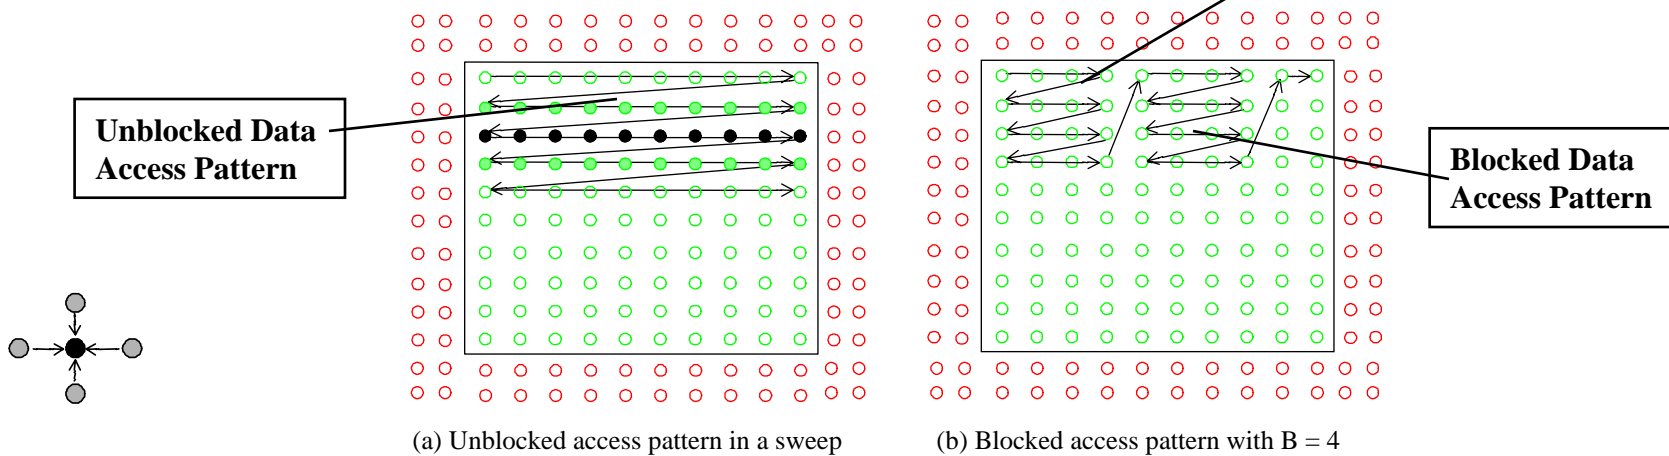 Unblocked Data
Access Pattern
Blocked Data
Access Pattern
(a) Unblocked access pattern in a sweep
(b) Blocked access pattern with B = 4